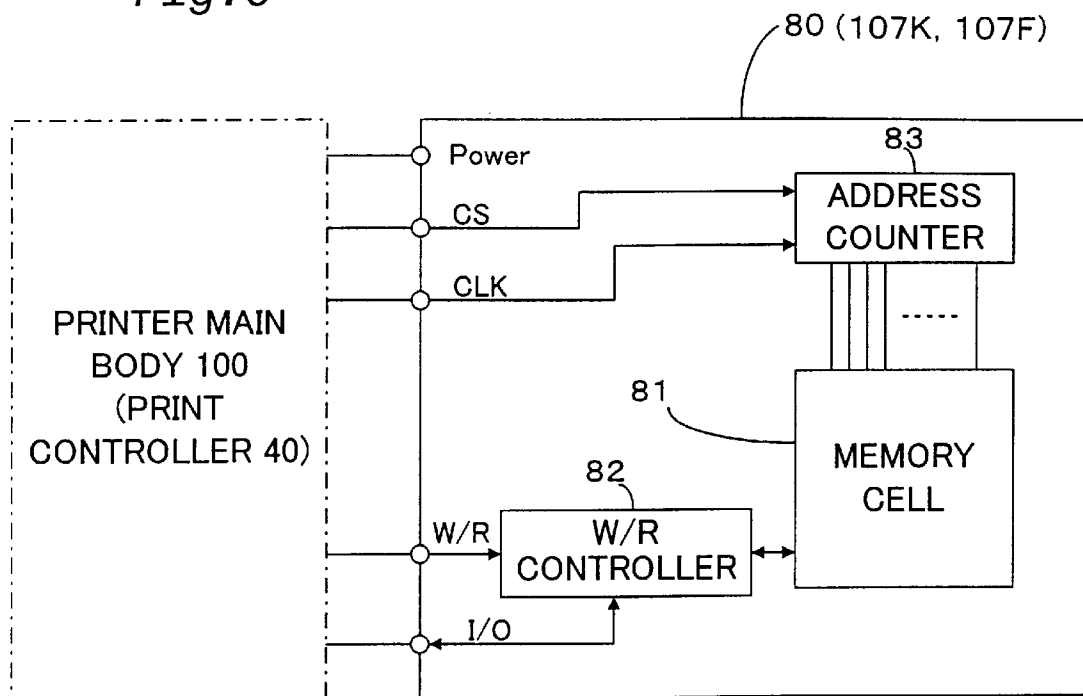 80 (107K, 107F)
83
Power
ADDRESS
COUNTER
CS
CLK
PRINTER MAIN
BODY 100
(PRINT
CONTROLLER 40)
81
MEMORY
CELL
82
W/R
W/R
CONTROLLER
I/O